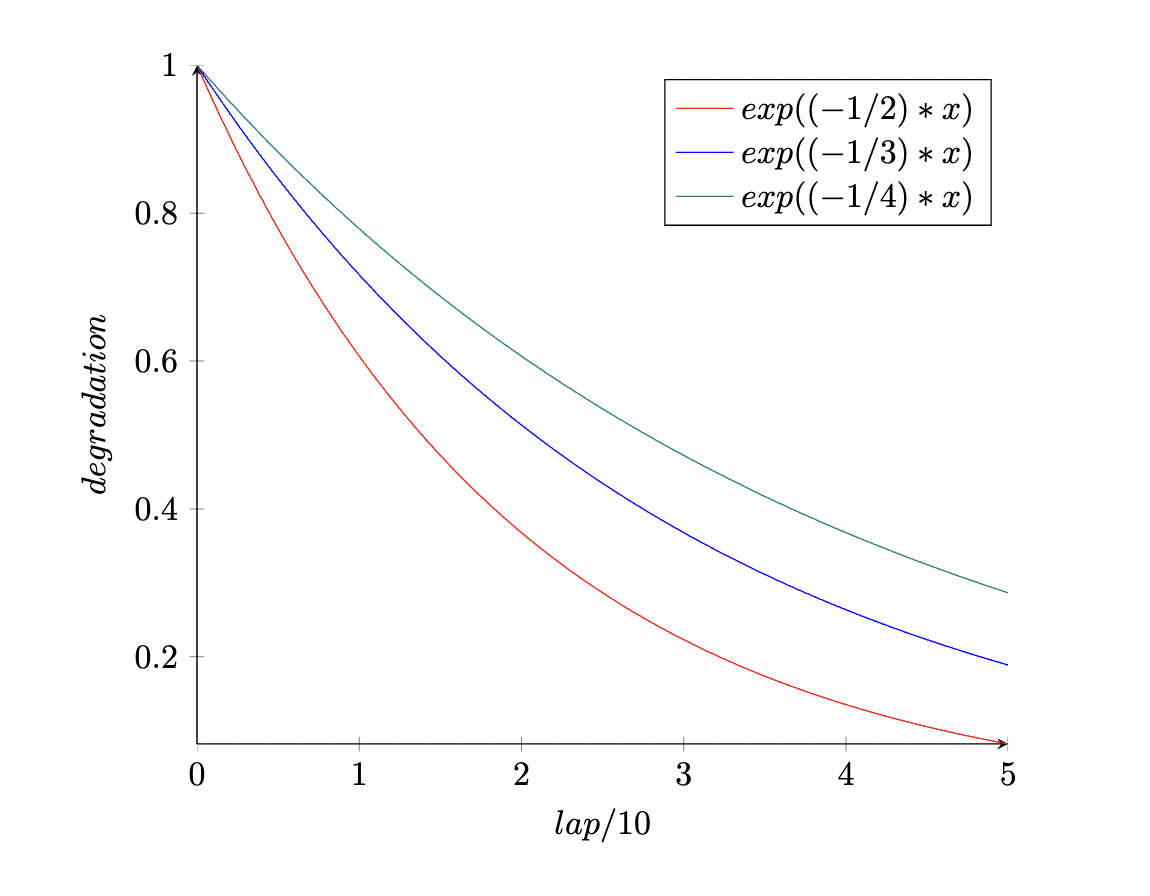 1
0.8
0.6
0.4
0.2
degradation
exp((−1/2) ∗ x)
exp((−1/3) ∗ x)
exp((−1/4) ∗ x)
0 1 2 3 4 5
lap/10